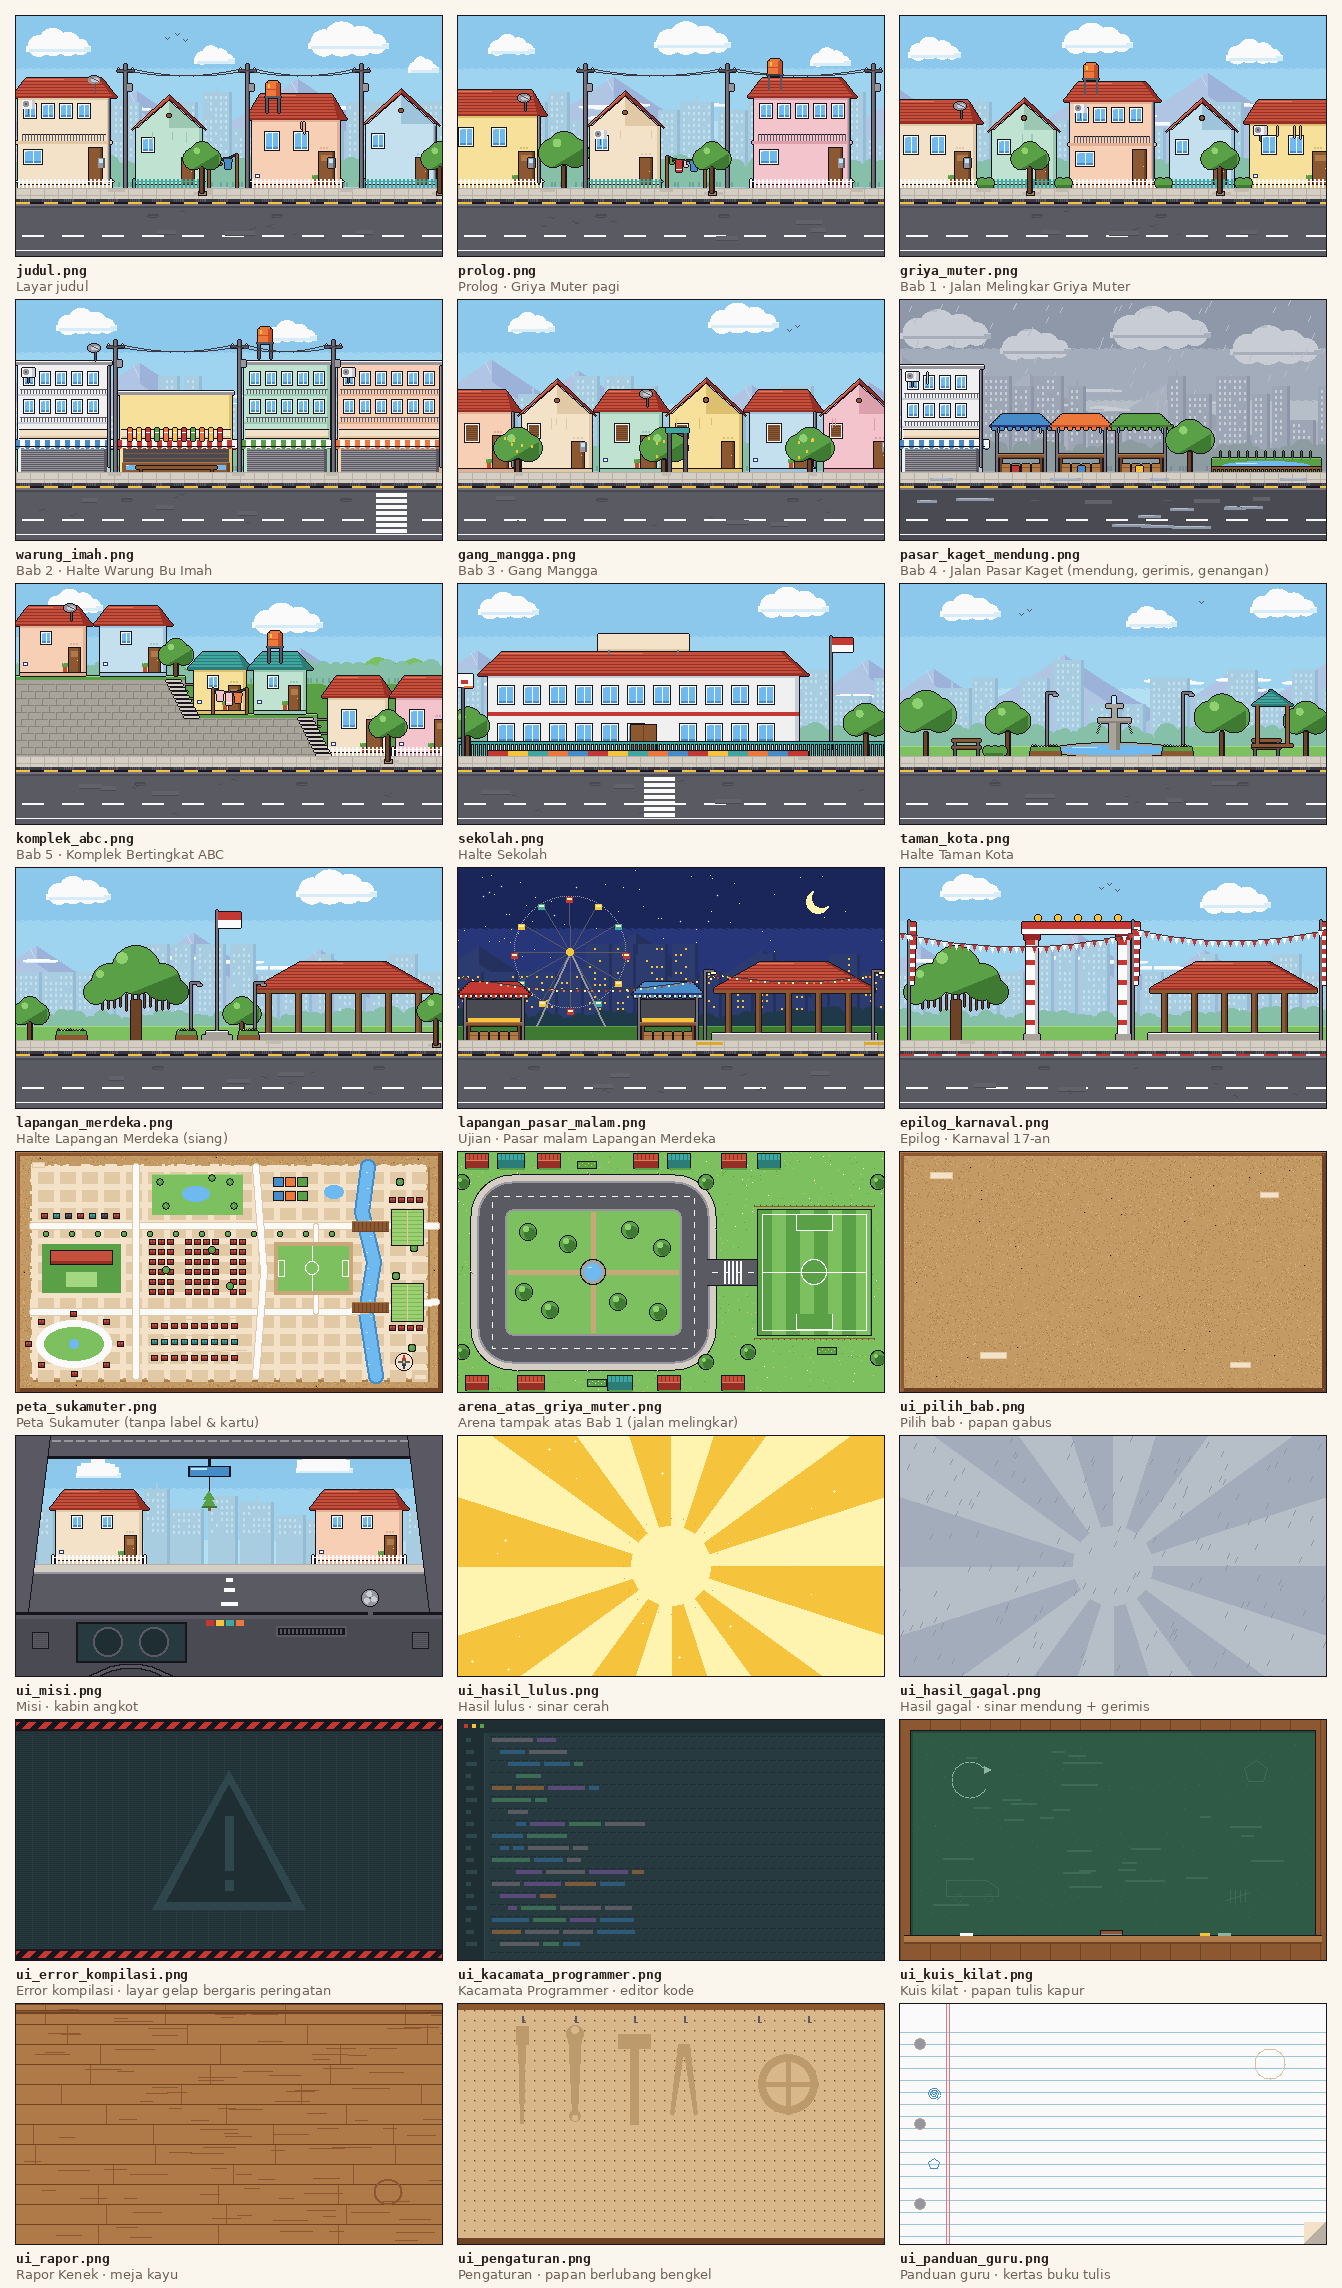 judul.png
Layar judul
prolog.png
Prolog · Griya Muter pagi
griya_muter.png
Bab 1 · Jalan Melingkar Griya Muter
warung_imah.png
Bab 2 · Halte Warung Bu Imah
gang_mangga.png
Bab 3 · Gang Mangga
pasar_kaget_mendung.png
Bab 4 · Jalan Pasar Kaget (mendung, gerimis, genangan)
komplek_abc.png
Bab 5 · Komplek Bertingkat ABC
sekolah.png
Halte Sekolah
taman_kota.png
Halte Taman Kota
lapangan_merdeka.png
Halte Lapangan Merdeka (siang)
lapangan_pasar_malam.png
Ujian · Pasar malam Lapangan Merdeka
epilog_karnaval.png
Epilog · Karnaval 17-an
peta_sukamuter.png
Peta Sukamuter (tanpa label & kartu)
arena_atas_griya_muter.png
Arena tampak atas Bab 1 (jalan melingkar)
ui_pilih_bab.png
Pilih bab · papan gabus
ui_misi.png
Misi · kabin angkot
ui_hasil_lulus.png
Hasil lulus · sinar cerah
ui_hasil_gagal.png
Hasil gagal · sinar mendung + gerimis
ui_error_kompilasi.png
Error kompilasi · layar gelap bergaris peringatan
ui_kacamata_programmer.png
Kacamata Programmer · editor kode
ui_kuis_kilat.png
Kuis kilat · papan tulis kapur
ui_rapor.png
Rapor Kenek · meja kayu
ui_pengaturan.png
Pengaturan · papan berlubang bengkel
ui_panduan_guru.png
Panduan guru · kertas buku tulis